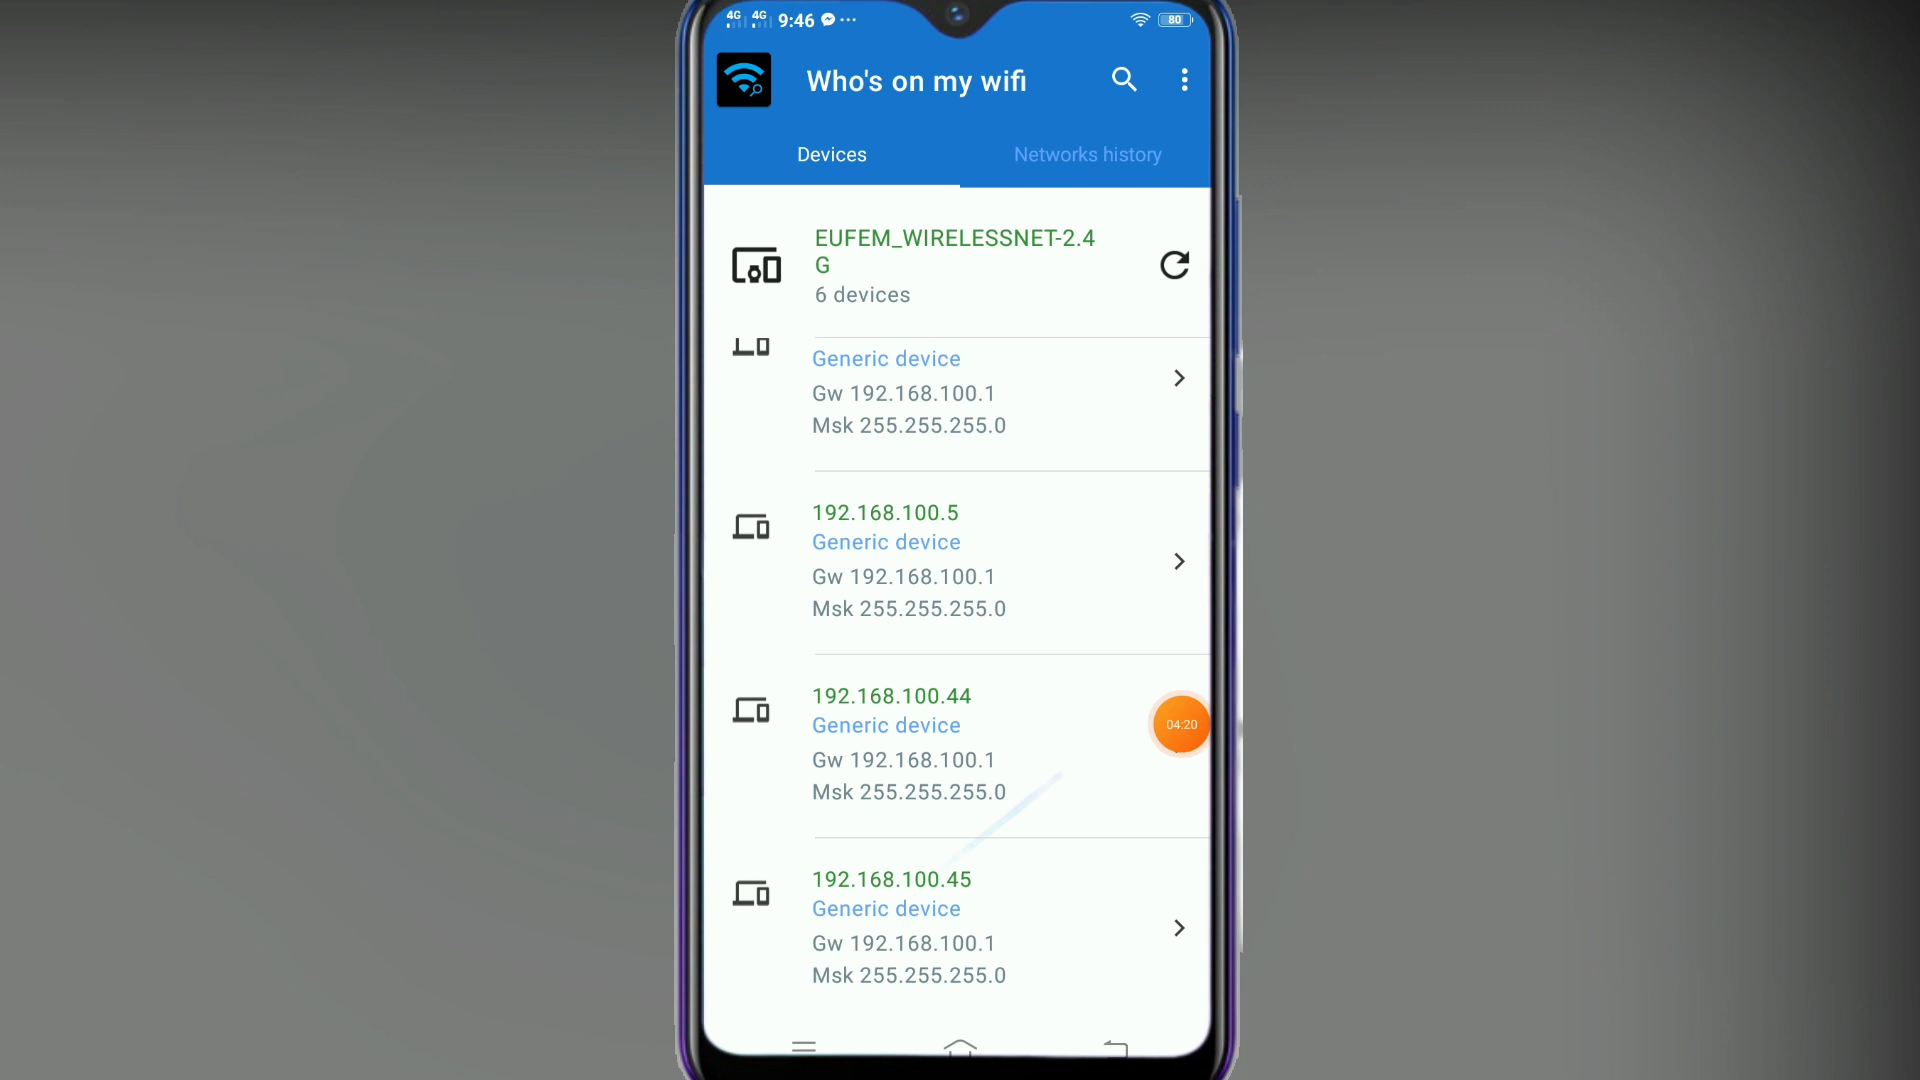 4G 4G 9:46 80
Who's on my wifi
Devices Networks history
EUFEM_WIRELESSNET-2.4
G
6 devices
Generic device
Gw 192.168.100.1
Msk 255.255.255.0
192.168.100.5
Generic device
Gw 192.168.100.1
Msk 255.255.255.0
192.168.100.44
Generic device
04:20
Gw 192.168.100.1
Msk 255.255.255.0
192.168.100.45
Generic device
Gw 192.168.100.1
Msk 255.255.255.0